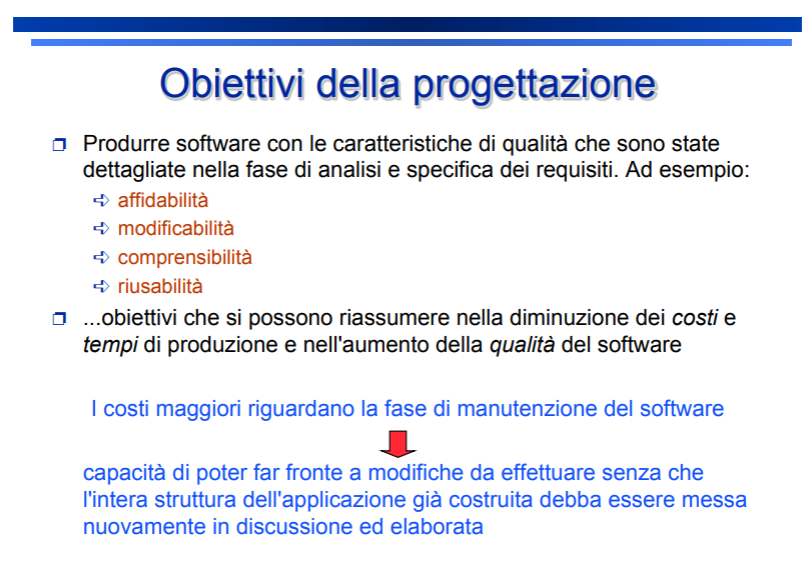 Obiettivi della progettazione
Produrre software con le caratteristiche di qualità che sono state
dettagliate nella fase di analisi e specifica dei requisiti. Ad esempio:
affidabilità
modificabilità
comprensibilità
riusabilità
...obiettivi che si possono riassumere nella diminuzione dei costi e
tempi di produzione e nell'aumento della qualità del software
I costi maggiori riguardano la fase di manutenzione del software
capacità di poter far fronte a modifiche da effettuare senza che
l'intera struttura dell'applicazione già costruita debba essere messa
nuovamente in discussione ed elaborata